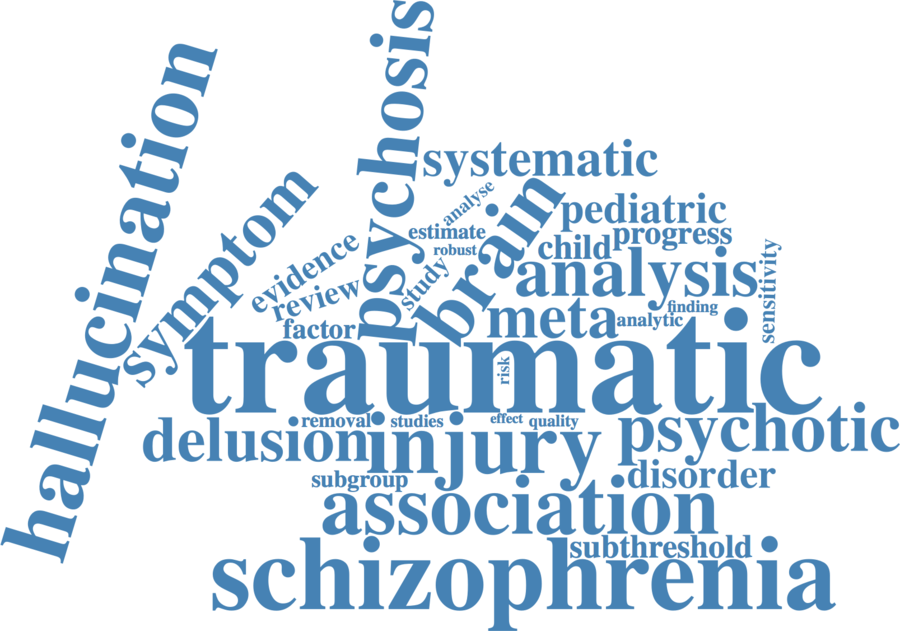 hallucination
psychosis
systematic
symptom
brain
analyse
pediatric
estimate
progress
evidence
robust
child
sensitivity
review
study
analysis
factor
meta
analytic
finding
traumatic
risk
delusion
removal
studies
effect
quality
injury
psychotic
subgroup
disorder
association
subthreshold
schizophrenia